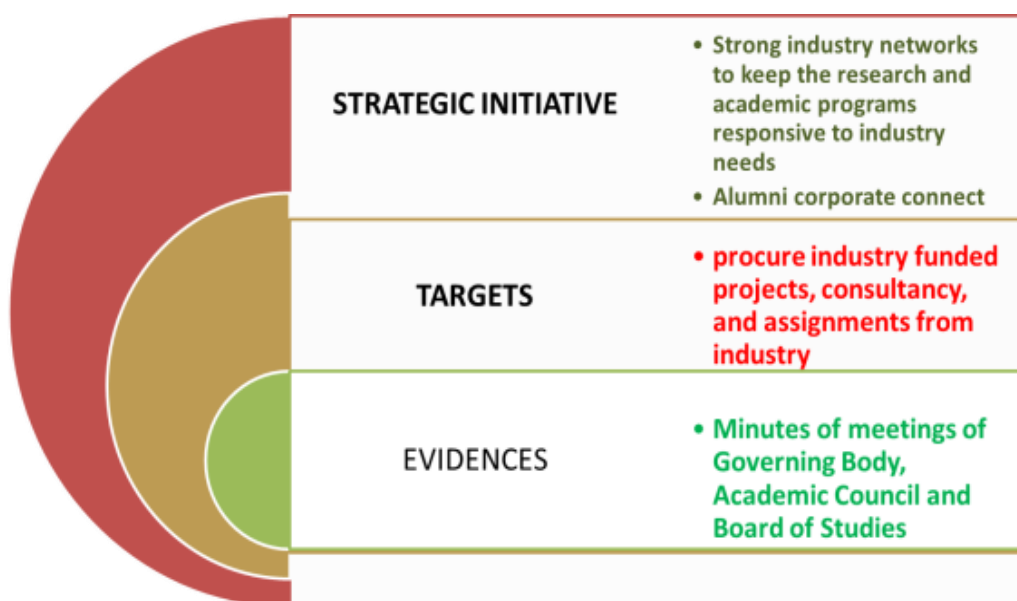 STRATEGIC INITIATIVE
• Strong industry networks
to keep the research and
academic programs
responsive to industry
needs
• Alumni corporate connect
TARGETS
• procure industry funded
projects, consultancy,
and assignments from
industry
EVIDENCES
• Minutes of meetings of
Governing Body,
Academic Council and
Board of Studies